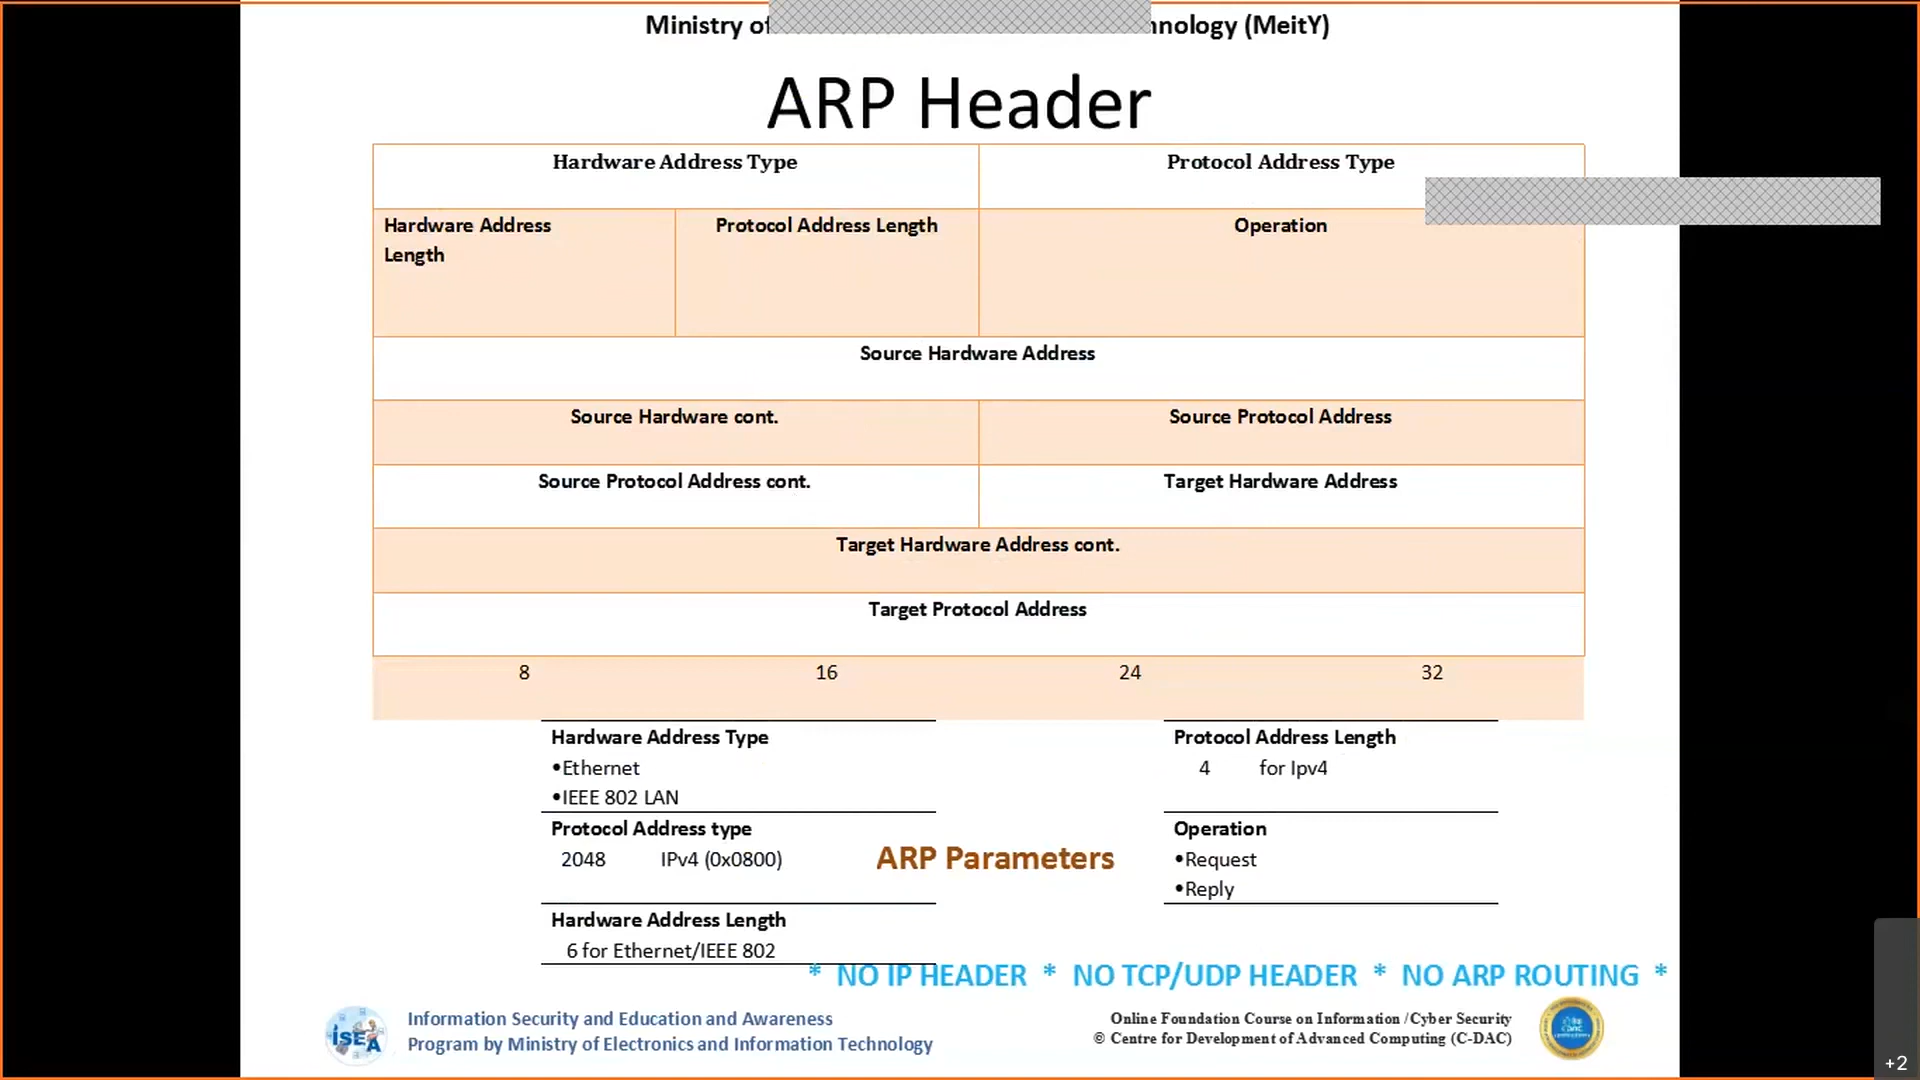 Ministry of nology (MeitY)
ARP Header
Hardware Address Type Protocol Address Type
Hardware Address Protocol Address Length Operation
Length
Source Hardware Address
Source Hardware cont. Source Protocol Address
Source Protocol Address cont. Target Hardware Address
Target Hardware Address cont.
Target Protocol Address
8 16 24 32
Hardware Address Type
•Ethernet
•IEEE 802 LAN
Protocol Address type
2048 IPv4 (0x0800)
Hardware Address Length
6 for Ethernet/IEEE 802
ARP Parameters
Protocol Address Length
4 for Ipv4
Operation
•Request
•Reply
* NO IP HEADER * NO TCP/UDP HEADER * NO ARP ROUTING *
ISEA
Information Security and Education and Awareness
Program by Ministry of Electronics and Information Technology
Online Foundation Course on Information /Cyber Security
© Centre for Development of Advanced Computing (C-DAC)
+2